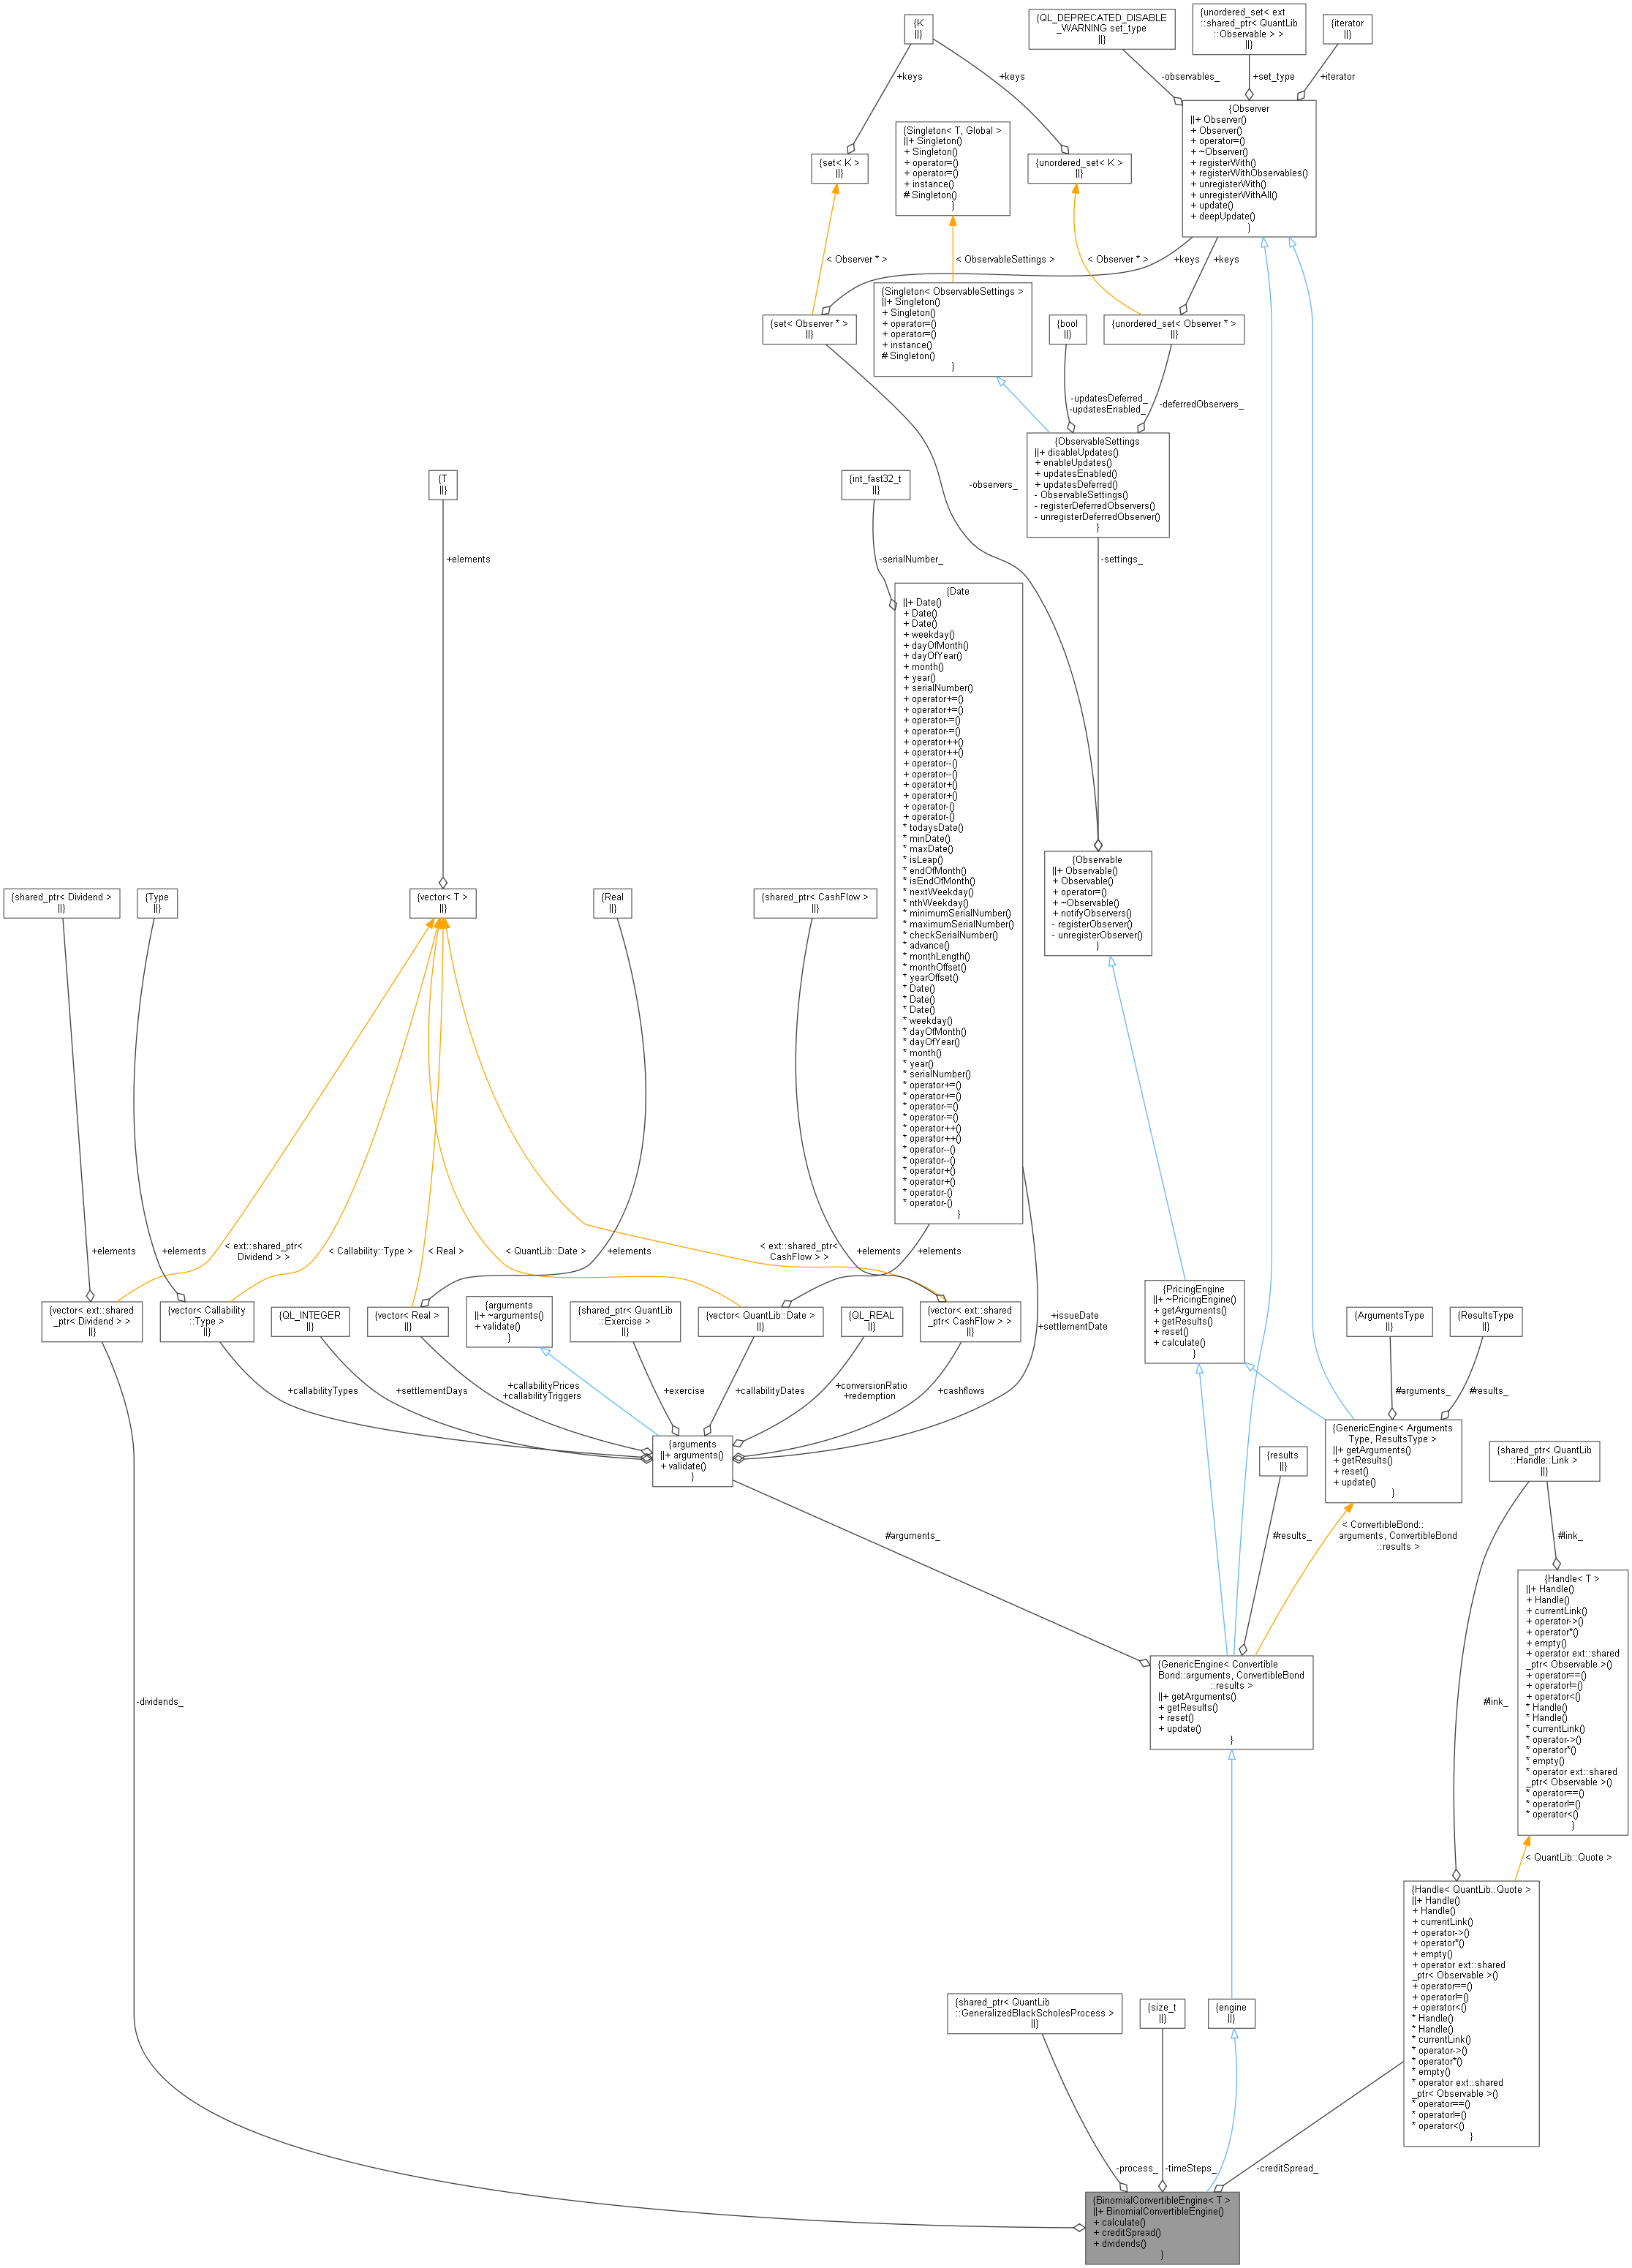 {K
||}
{QL_DEPRECATED_DISABLE
_WARNING set_type
||}
{unordered_set< ext
::shared_ptr< QuantLib
::Observable > >
||}
{iterator
||}
+keys
+keys
-observables_
+set_type
+iterator
{Observer
||+ Observer()
+ Observer()
+ operator=()
+ ~Observer()
+ registerWith()
+ registerWithObservables()
+ unregisterWith()
+ unregisterWithAll()
+ update()
+ deepUpdate()
}
{Singleton< T, Global >
||+ Singleton()
+ Singleton()
+ operator=()
+ operator=()
+ instance()
# Singleton()
}
{set< K >
||}
{unordered_set< K >
||}
< Observer * >
< ObservableSettings >
< Observer * >
+keys
+keys
{Singleton< ObservableSettings >
||+ Singleton()
+ Singleton()
+ operator=()
+ operator=()
+ instance()
# Singleton()
}
{set< Observer * >
||}
{bool
||}
{unordered_set< Observer * >
||}
-updatesDeferred_
-updatesEnabled_
-deferredObservers_
{ObservableSettings
||+ disableUpdates()
+ enableUpdates()
+ updatesEnabled()
+ updatesDeferred()
- ObservableSettings()
- registerDeferredObservers()
- unregisterDeferredObserver()
}
{T
||}
{int_fast32_t
||}
-observers_
+elements
-serialNumber_
-settings_
{Date
||+ Date()
+ Date()
+ Date()
+ weekday()
+ dayOfMonth()
+ dayOfYear()
+ month()
+ year()
+ serialNumber()
+ operator+=()
+ operator+=()
+ operator-=()
+ operator-=()
+ operator++()
+ operator++()
+ operator--()
+ operator--()
+ operator+()
+ operator+()
+ operator-()
+ operator-()
* todaysDate()
* minDate()
* maxDate()
* isLeap()
* endOfMonth()
* isEndOfMonth()
* nextWeekday()
* nthWeekday()
* minimumSerialNumber()
* maximumSerialNumber()
* checkSerialNumber()
* advance()
* monthLength()
* monthOffset()
* yearOffset()
* Date()
* Date()
* Date()
* weekday()
* dayOfMonth()
* dayOfYear()
* month()
* year()
* serialNumber()
* operator+=()
* operator+=()
* operator-=()
* operator-=()
* operator++()
* operator++()
* operator--()
* operator--()
* operator+()
* operator+()
* operator-()
* operator-()
}
{Observable
||+ Observable()
+ Observable()
+ operator=()
+ ~Observable()
+ notifyObservers()
- registerObserver()
- unregisterObserver()
}
{shared_ptr< Dividend >
||}
{Type
||}
{vector< T >
||}
{Real
||}
{shared_ptr< CashFlow >
||}
+elements
+elements
< ext::shared_ptr<
Dividend > >
< Callability::Type >
< Real >
< QuantLib::Date >
+elements
< ext::shared_ptr<
CashFlow > >
+elements
+elements
{vector< ext::shared
_ptr< Dividend > >
||}
{vector< Callability
::Type >
||}
{QL_INTEGER
||}
{vector< Real >
||}
{arguments
||+ ~arguments()
+ validate()
}
{shared_ptr< QuantLib
::Exercise >
||}
{vector< QuantLib::Date >
||}
{QL_REAL
||}
{vector< ext::shared
_ptr< CashFlow > >
||}
+issueDate
+settlementDate
{PricingEngine
||+ ~PricingEngine()
+ getArguments()
+ getResults()
+ reset()
+ calculate()
}
{ArgumentsType
||}
{ResultsType
||}
+callabilityTypes
+settlementDays
+callabilityPrices
+callabilityTriggers
+exercise
+callabilityDates
+conversionRatio
+redemption
+cashflows
#arguments_
#results_
{arguments
||+ arguments()
+ validate()
}
{GenericEngine< Arguments
Type, ResultsType >
||+ getArguments()
+ getResults()
+ reset()
+ update()
}
{results
||}
{shared_ptr< QuantLib
::Handle::Link >
||}
#arguments_
#results_
< ConvertibleBond::
arguments, ConvertibleBond
::results >
#link_
{Handle< T >
||+ Handle()
+ Handle()
+ currentLink()
+ operator->()
+ operator*()
+ empty()
+ operator ext::shared
_ptr< Observable >()
+ operator==()
+ operator!=()
+ operator<()
* Handle()
* Handle()
* currentLink()
* operator->()
* operator*()
* empty()
* operator ext::shared
_ptr< Observable >()
* operator==()
* operator!=()
* operator<()
}
{GenericEngine< Convertible
Bond::arguments, ConvertibleBond
::results >
||+ getArguments()
+ getResults()
+ reset()
+ update()
}
-dividends_
#link_
< QuantLib::Quote >
{Handle< QuantLib::Quote >
||+ Handle()
+ Handle()
+ currentLink()
+ operator->()
+ operator*()
+ empty()
+ operator ext::shared
_ptr< Observable >()
+ operator==()
+ operator!=()
+ operator<()
* Handle()
* Handle()
* currentLink()
* operator->()
* operator*()
* empty()
* operator ext::shared
_ptr< Observable >()
* operator==()
* operator!=()
* operator<()
}
{shared_ptr< QuantLib
::GeneralizedBlackScholesProcess >
||}
{size_t
||}
{engine
||}
-process_
-timeSteps_
-creditSpread_
{BinomialConvertibleEngine< T >
||+ BinomialConvertibleEngine()
+ calculate()
+ creditSpread()
+ dividends()
}